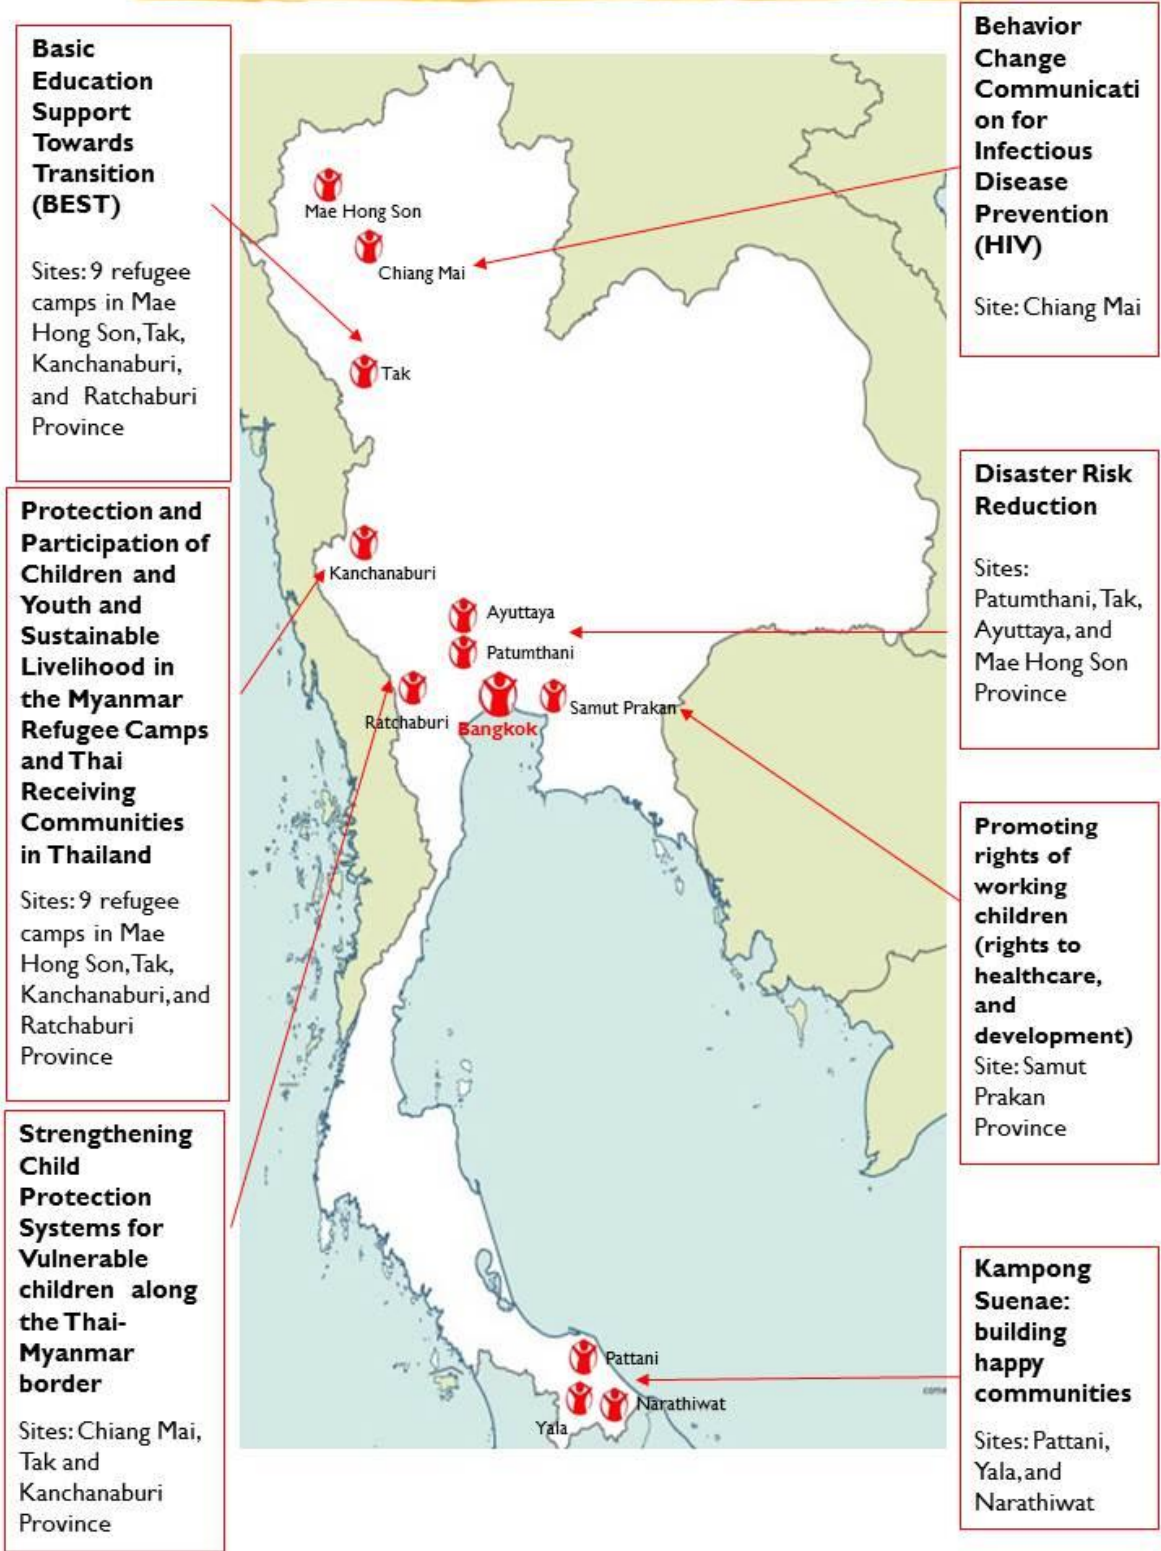 Basic
Education
Support
Towards
Transition
(BEST)
Sites: 9 refugee
camps in Mae
Hong Son, Tak,
Kanchanaburi,
and Ratchaburi
Province
Protection and
Participation of
Children and
Youth and
Sustainable
Livelihood in
the Myanmar
Refugee Camps
and Thai
Receiving
Communities
in Thailand
Sites: 9 refugee
camps in Mae
Hong Son, Tak,
Kanchanaburi, and
Ratchaburi
Province
Strengthening
Child
Protection
Systems for
Vulnerable
children along
the Thai-
Myanmar
border
Sites: Chiang Mai,
Tak and
Kanchanaburi
Province
Mae Hong Son
Chiang Mai
Tak
Kanchanaburi
Ayuttaya
Patumthani
Ratchaburi
Bangkok
Samut Prakan
Pattani
Narathiwat
Yala
Behavior
Change
Communicati
on for
Infectious
Disease
Prevention
(HIV)
Site: Chiang Mai
Disaster Risk
Reduction
Sites:
Patumthani, Tak,
Ayuttaya, and
Mae Hong Son
Province
Promoting
rights of
working
children
(rights to
healthcare,
and
development)
Site: Samut
Prakan
Province
Kampong
Suenae:
building
happy
communities
Sites: Pattani,
Yala, and
Narathiwat